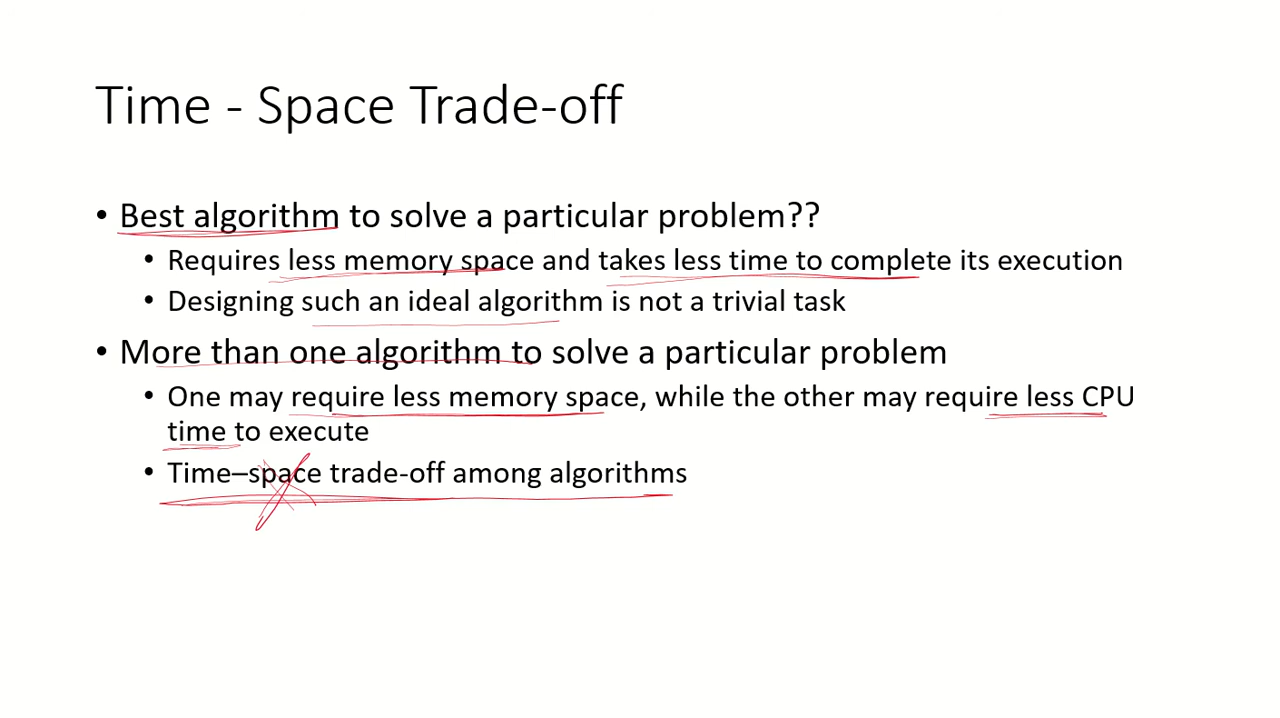 Time - Space Trade-off
• Best algorithm to solve a particular problem??
• Requires less memory space and takes less time to complete its execution
• Designing such an ideal algorithm is not a trivial task
• More than one algorithm to solve a particular problem
• One may require less memory space, while the other may require less CPU
time to execute
• Time–space trade-off among algorithms